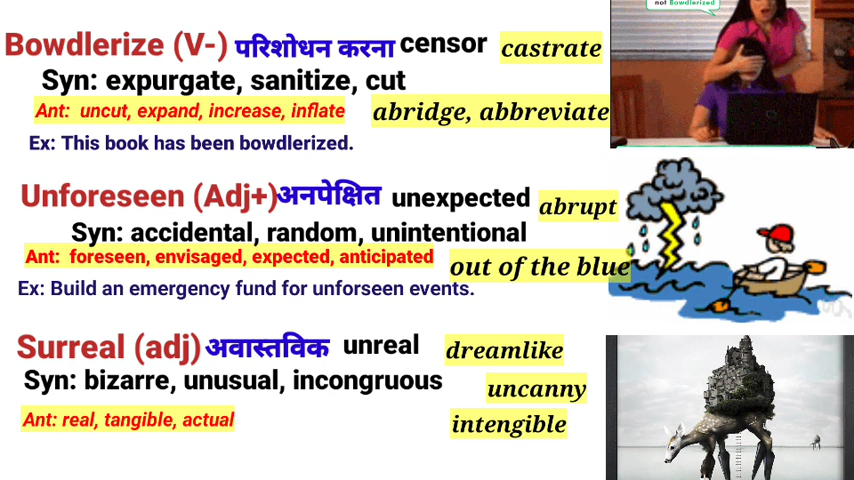 not Bowdlerized
Bowdlerize (V-) परिशोधन करना censor castrate
Syn: expurgate, sanitize, cut
Ant: uncut, expand, increase, inflate abridge, abbreviate
Ex: This book has been bowdlerized.
Unforeseen (Adj+) अनपेक्षित unexpected abrupt
Syn: accidental, random, unintentional
Ant: foreseen, envisaged, expected, anticipated out of the blue
Ex: Build an emergency fund for unforseen events.
Surreal (adj) अवास्तविक unreal dreamlike
Syn: bizarre, unusual, incongruous uncanny
Ant: real, tangible, actual intengible